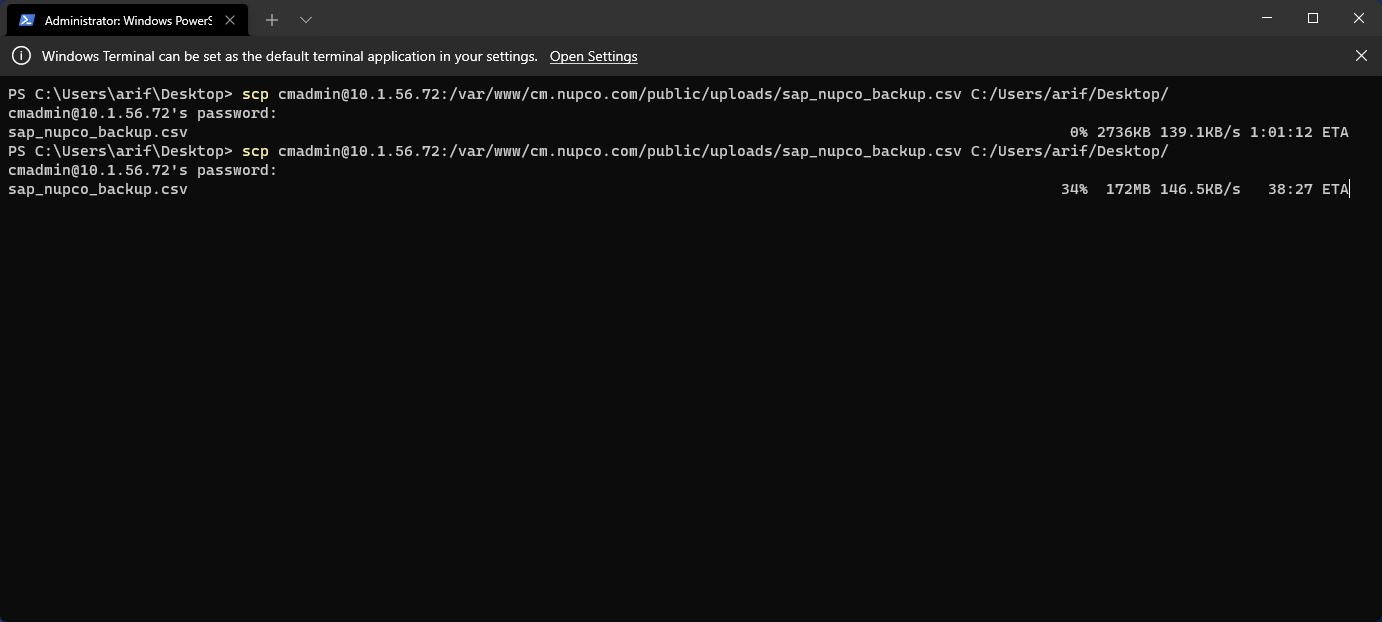 Administrator: Windows PowerS
Windows Terminal can be set as the default terminal application in your settings. Open Settings
PS C:\Users\arif\Desktop> scp cmadmin@10.1.56.72:/var/www/cm.nupco.com/public/uploads/sap_nupco_backup.csv C:/Users/arif/Desktop/
cmadmin@10.1.56.72's password:
sap_nupco_backup.csv 0% 2736KB 139.1KB/s 1:01:12 ETA
PS C:\Users\arif\Desktop> scp cmadmin@10.1.56.72:/var/www/cm.nupco.com/public/uploads/sap_nupco_backup.csv C:/Users/arif/Desktop/
cmadmin@10.1.56.72's password:
sap_nupco_backup.csv 34% 172MB 146.5KB/s 38:27 ETA